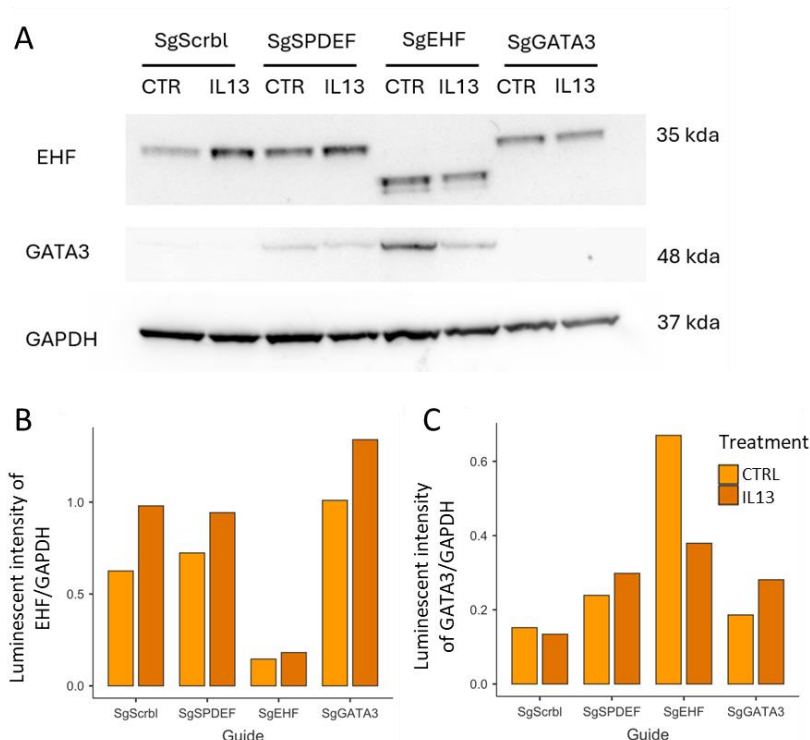 A
SgScrbl SgSPDEF SgEHF SgGATA3
CTR IL13 CTR IL13 CTR IL13 CTR IL13
EHF
35 kda
GATA3
48 kda
GAPDH
37 kda
B
Luminescent intensity of
EHF/GAPDH
1.0
0.5
0.0
SgScrbl SgSPDEF SgEHF SgGATA3
Guide
C
Luminescent intensity
of GATA3/GAPDH
0.6
0.4
0.2
0.0
SgScrbl SgSPDEF SgEHF SgGATA3
Guide
Treatment
CTRL
IL13